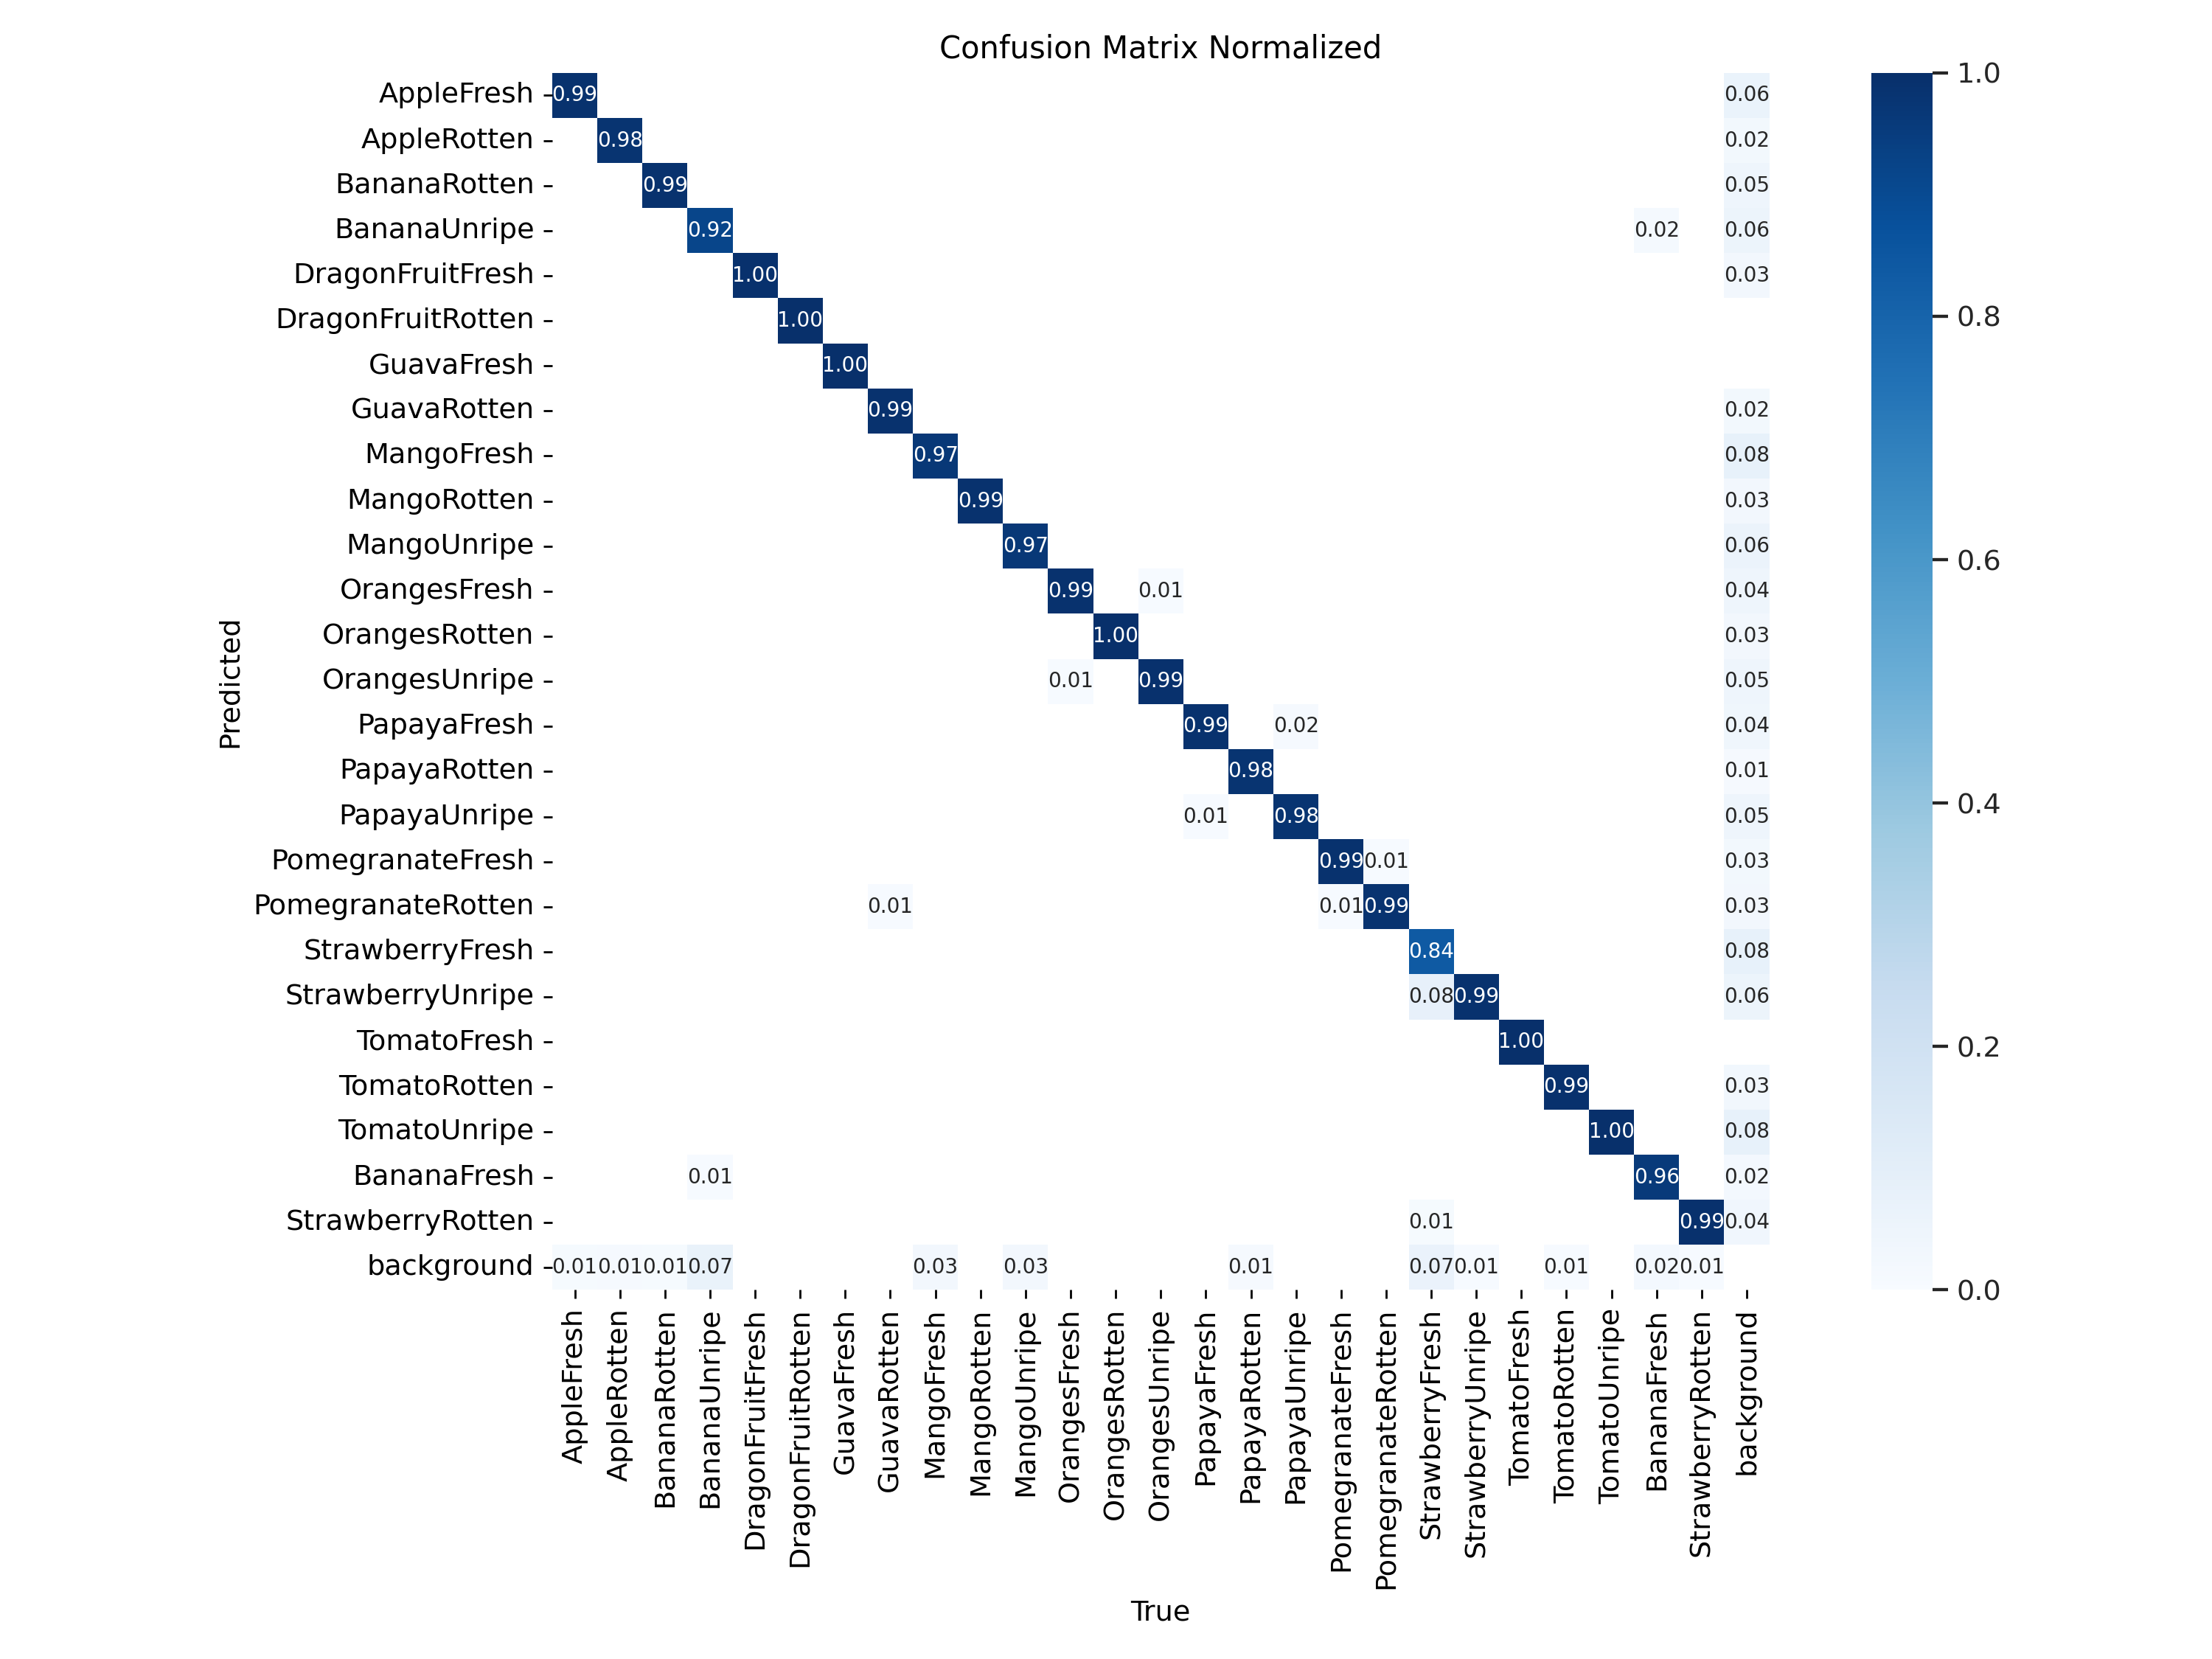 Confusion Matrix Normalized
AppleFresh 0.99 0.06 1.0
AppleRotten 0.98 0.02
BananaRotten 0.99 0.05
BananaUnripe 0.92 0.02 0.06
DragonFruitFresh 1.00 0.03
DragonFruitRotten 1.00 0.8
GuavaFresh 1.00
GuavaRotten 0.99 0.02
MangoFresh 0.97 0.08
MangoRotten 0.99 0.03
MangoUnripe 0.97 0.06 0.6
OrangesFresh 0.99 0.01 0.04
OrangesRotten 1.00 0.03
OrangesUnripe 0.01 0.99 0.05
PapayaFresh 0.99 0.02 0.04
PapayaRotten 0.98 0.01
PapayaUnripe 0.01 0.98 0.05 0.4
PomegranateFresh 0.99 0.01 0.03
PomegranateRotten 0.01 0.01 0.99 0.03
StrawberryFresh 0.84 0.08
StrawberryUnripe 0.08 0.99 0.06
TomatoFresh 1.00 0.2
TomatoRotten 0.99 0.03
TomatoUnripe 1.00 0.08
BananaFresh 0.01 0.96 0.02
StrawberryRotten 0.01 0.99 0.04
background 0.01 0.01 0.01 0.07 0.03 0.03 0.01 0.07 0.01 0.01 0.02 0.01 0.0
Predicted
AppleFresh
AppleRotten
BananaRotten
BananaUnripe
DragonFruitFresh
DragonFruitRotten
GuavaFresh
GuavaRotten
MangoFresh
MangoRotten
MangoUnripe
OrangesFresh
OrangesRotten
OrangesUnripe
PapayaFresh
PapayaRotten
PapayaUnripe
PomegranateFresh
PomegranateRotten
StrawberryFresh
StrawberryUnripe
TomatoFresh
TomatoRotten
TomatoUnripe
BananaFresh
StrawberryRotten
background
True